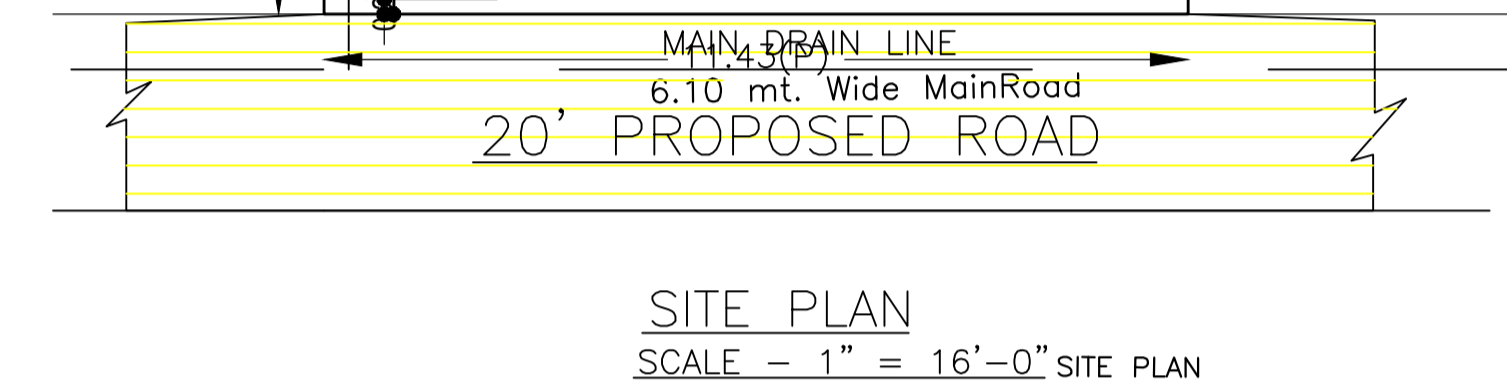 MAIN DRAIN LINE
11.43(P)
6.10 mt. Wide MainRoad
20' PROPOSED ROAD
SITE PLAN
SCALE - 1" = 16'-0" SITE PLAN